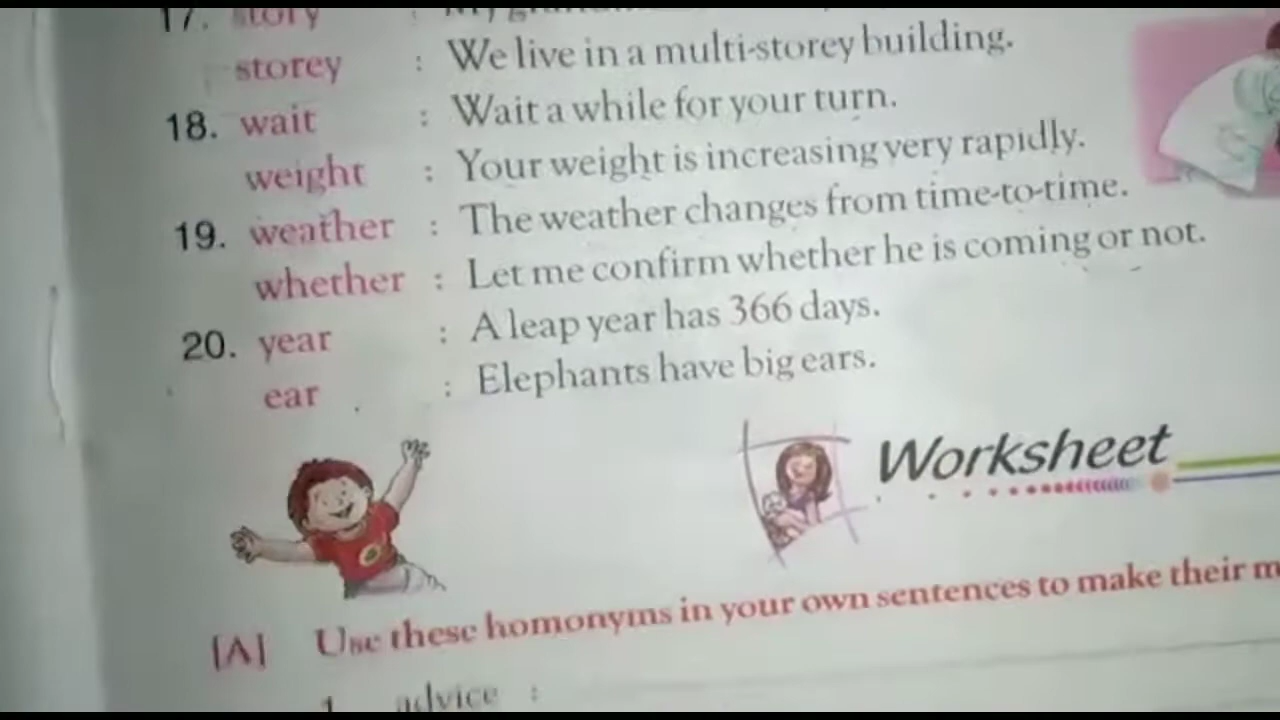 17. story :
storey : We live in a multi-storey building.
18. wait : Wait a while for your turn.
weight : Your weight is increasing very rapidly.
19. weather : The weather changes from time-to-time.
whether : Let me confirm whether he is coming or not.
20. year : A leap year has 366 days.
ear : Elephants have big ears.
Worksheet
[A] Use these homonyms in your own sentences to make their m
1. advice :